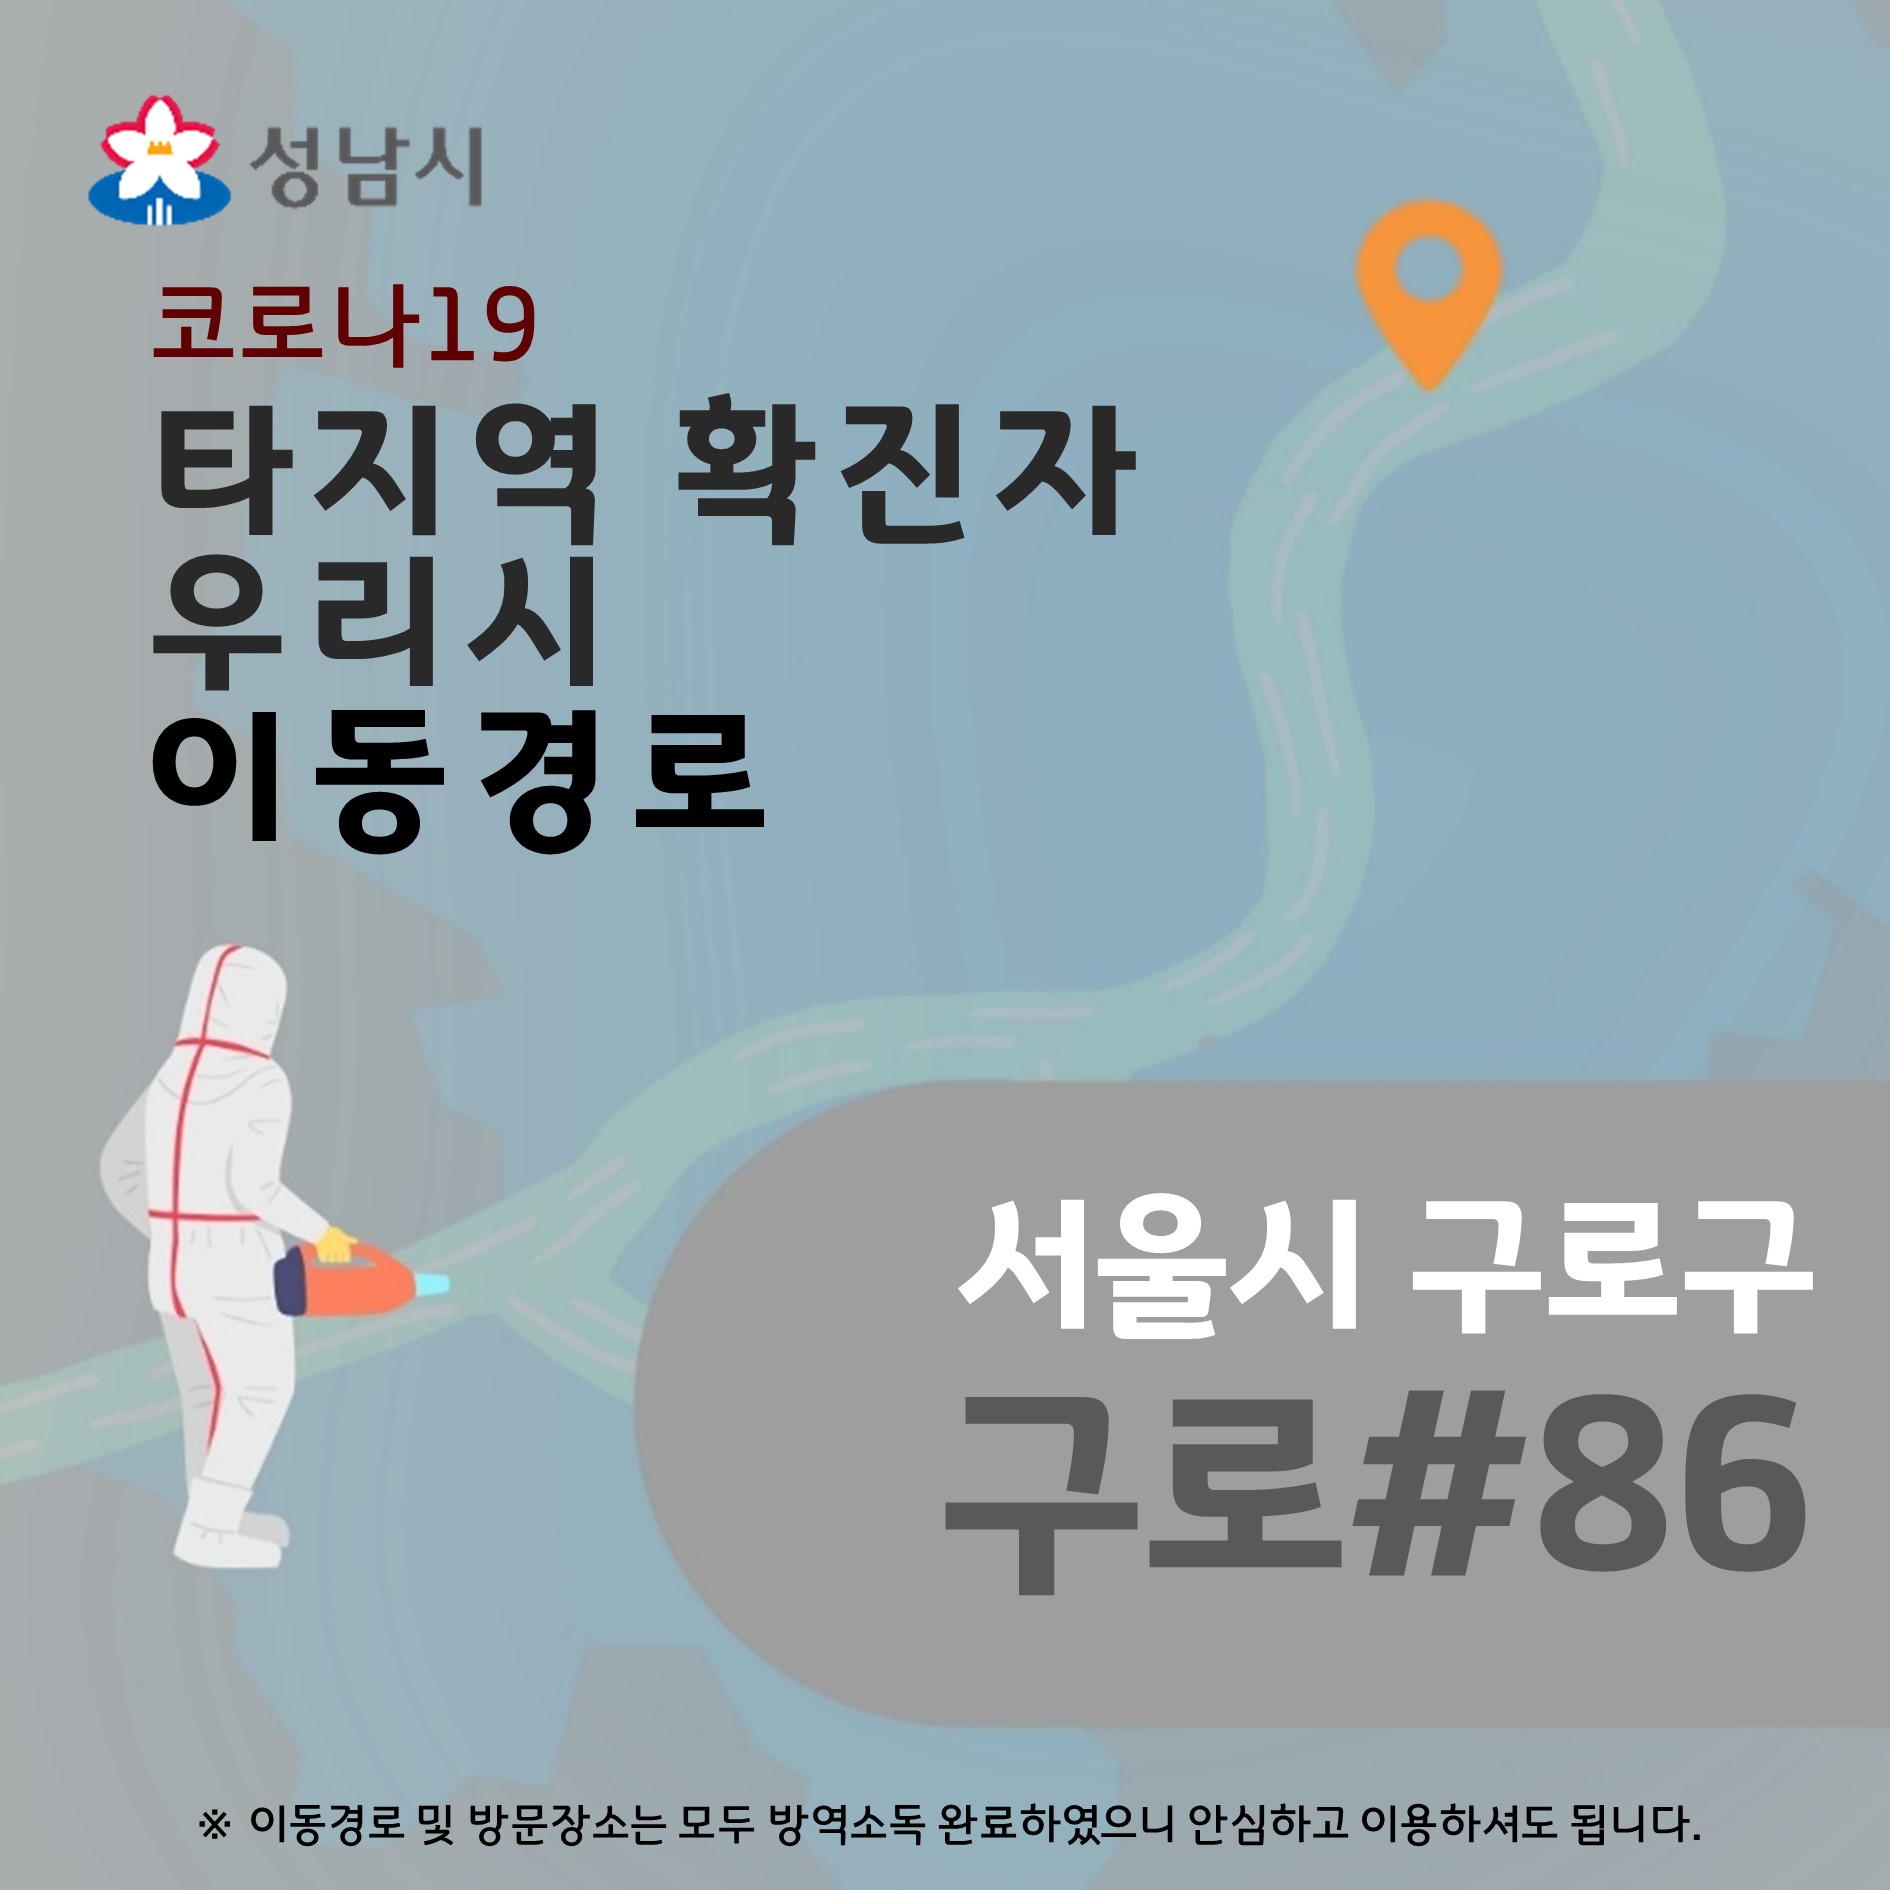 성남시
코로나19
타지역 확진자
우리시
이동경로
서울시 구로구
구로#86
※ 이동경로 및 방문장소는 모두 방역소독 완료하였으니 안심하고 이용하셔도 됩니다.